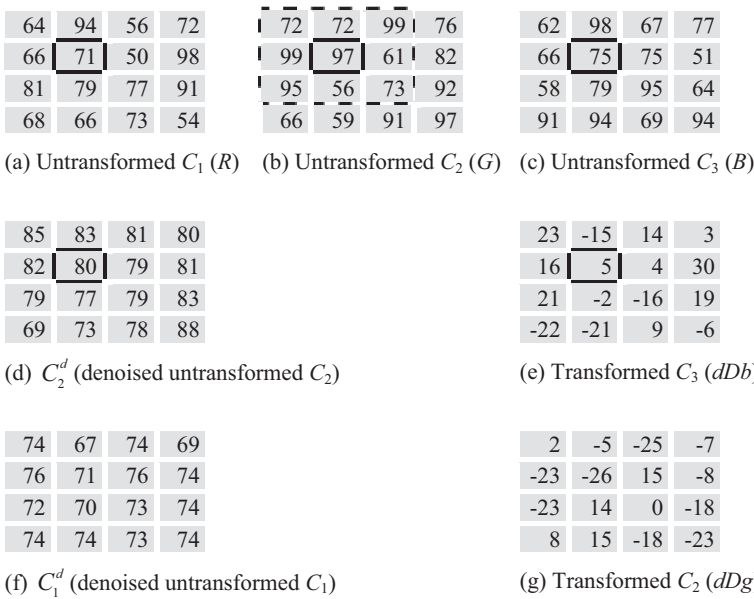 64 94 56 72
66 71 50 98
81 79 77 91
68 66 73 54
(a) Untransformed C₁ (R)
72 72 99 76
99 97 61 82
95 56 73 92
66 59 91 97
(b) Untransformed C₂ (G)
62 98 67 77
66 75 75 51
58 79 95 64
91 94 69 94
(c) Untransformed C₃ (B)
85 83 81 80
82 80 79 81
79 77 79 83
69 73 78 88
(d) C₂ᵈ (denoised untransformed C₂)
23 -15 14 3
16 5 4 30
21 -2 -16 19
-22 -21 9 -6
(e) Transformed C₃ (dDb)
74 67 74 69
76 71 76 74
72 70 73 74
74 74 73 74
(f) C₁ᵈ (denoised untransformed C₁)
2 -5 -25 -7
-23 -26 15 -8
-23 14 0 -18
8 15 -18 -23
(g) Transformed C₂ (dDg